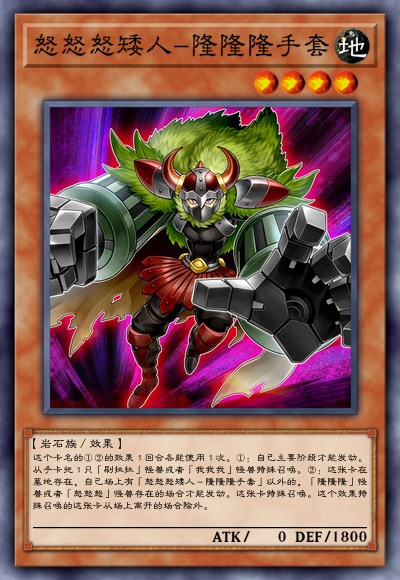 怒怒怒矮人-隆隆隆手套
地
【岩石族／效果】
这个卡名的①②的效果1回合各能使用1次。①：自己主要阶段才能发动。
从手卡把1只「刷拉拉」怪兽或者「我我我」怪兽特殊召唤。②：这张卡在
墓地存在，自己场上有「怒怒怒矮人-隆隆隆手套」以外的，「隆隆隆」怪
兽或者「怒怒怒」怪兽存在的场合才能发动。这张卡特殊召唤。这个效果特
殊召唤的这张卡从场上离开的场合除外。
ATK/ 0 DEF/1800